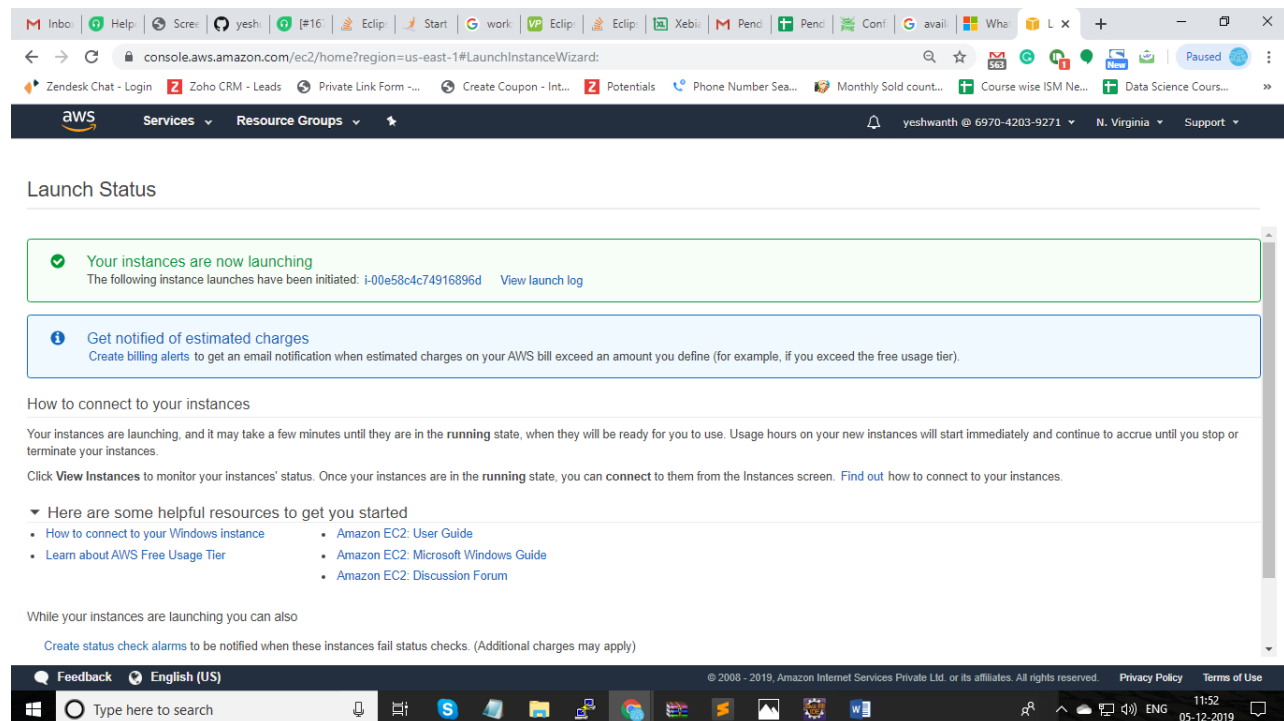 Inbo Help Scree yeshu [#167 Eclip Start work Eclip: Eclip: Xebia Pend Pend Conf avail What L
console.aws.amazon.com/ec2/home?region=us-east-1#LaunchInstanceWizard:
563 1 New Paused
Zendesk Chat - Login Zoho CRM - Leads Private Link Form -... Create Coupon - Int... Potentials Phone Number Sea... Monthly Sold count... Course wise ISM Ne... Data Science Cours... »
aws Services Resource Groups yeshwanth @ 6970-4203-9271 N. Virginia Support
Launch Status
Your instances are now launching
The following instance launches have been initiated: i-00e58c4c74916896d View launch log
Get notified of estimated charges
Create billing alerts to get an email notification when estimated charges on your AWS bill exceed an amount you define (for example, if you exceed the free usage tier).
How to connect to your instances
Your instances are launching, and it may take a few minutes until they are in the running state, when they will be ready for you to use. Usage hours on your new instances will start immediately and continue to accrue until you stop or
terminate your instances.
Click View Instances to monitor your instances' status. Once your instances are in the running state, you can connect to them from the Instances screen. Find out how to connect to your instances.
Here are some helpful resources to get you started
• How to connect to your Windows instance • Amazon EC2: User Guide
• Learn about AWS Free Usage Tier • Amazon EC2: Microsoft Windows Guide
• Amazon EC2: Discussion Forum
While your instances are launching you can also
Create status check alarms to be notified when these instances fail status checks. (Additional charges may apply)
Feedback English (US) © 2008 - 2019, Amazon Internet Services Private Ltd. or its affiliates. All rights reserved. Privacy Policy Terms of Use
Type here to search ENG 11:52
05-12-2019